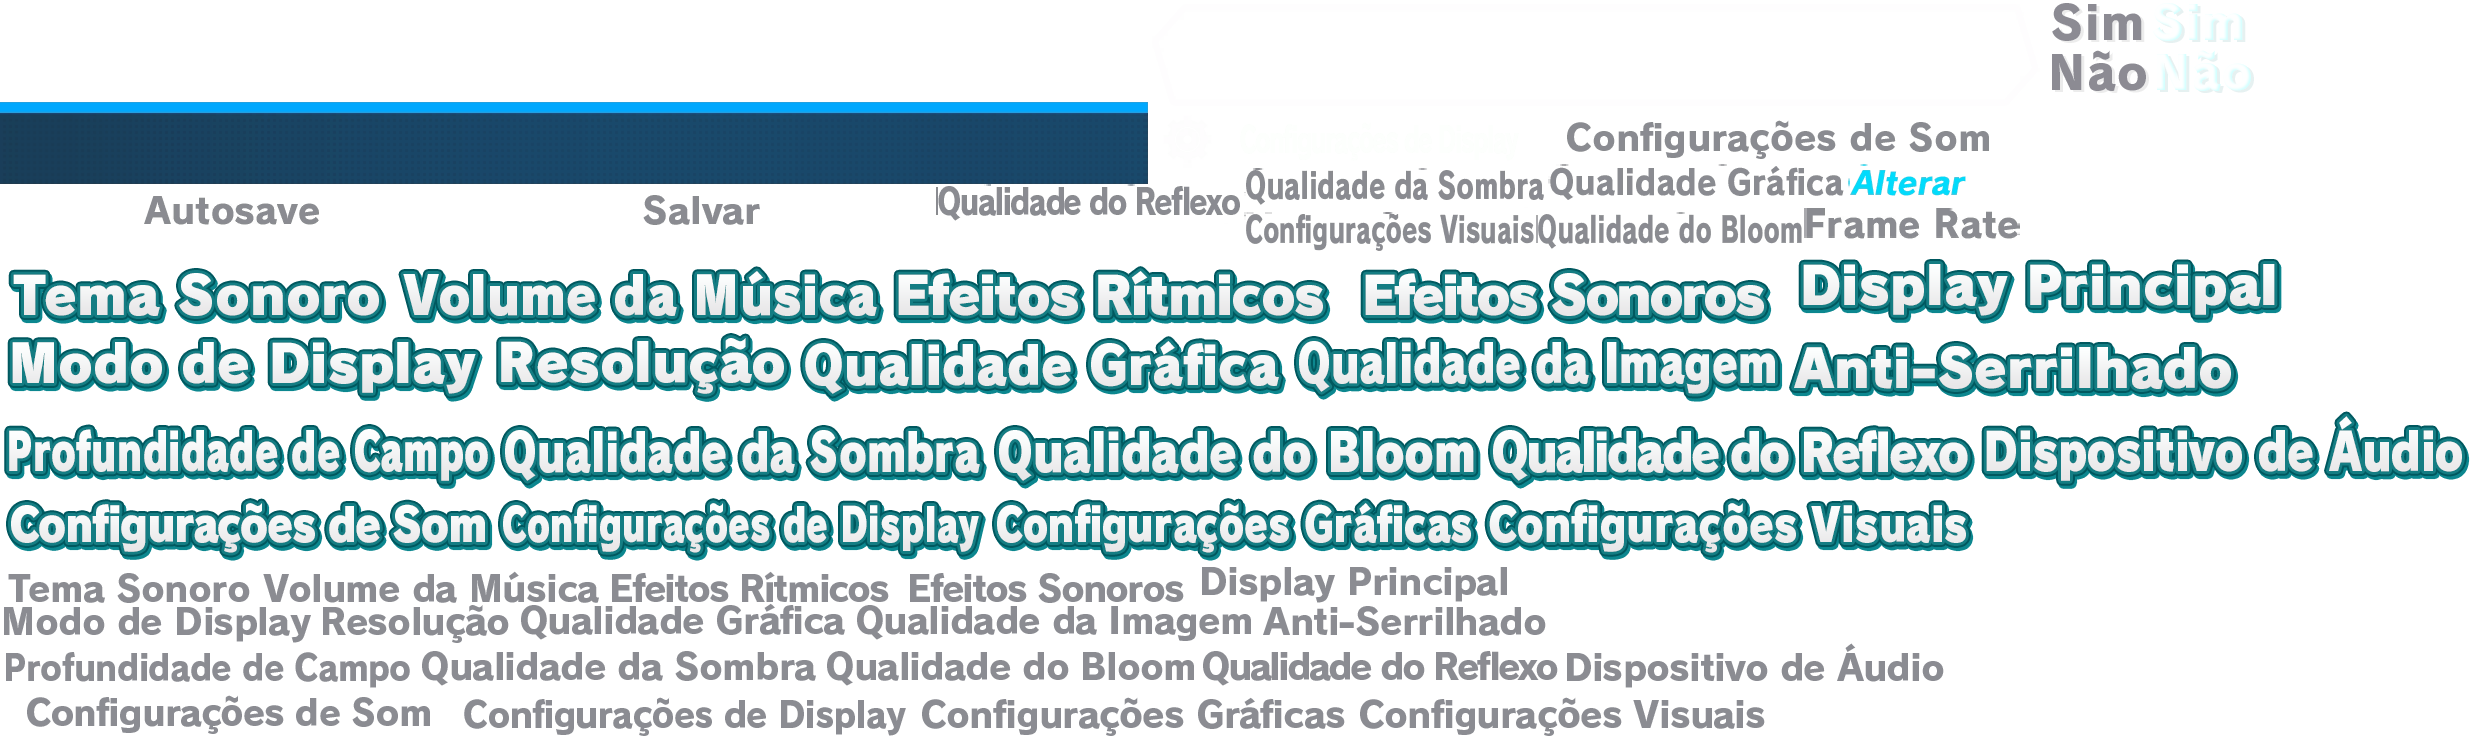 Sim Sim
Não Não
Configurações de Som
Qualidade do Reflexo Qualidade da Sombra Qualidade Gráfica Alterar
Autosave Salvar Configurações Visuais Qualidade do Bloom Frame Rate
Tema Sonoro Volume da Música Efeitos Rítmicos Efeitos Sonoros Display Principal
Modo de Display Resolução Qualidade Gráfica Qualidade da Imagem Anti-Serrilhado
Profundidade de Campo Qualidade da Sombra Qualidade do Bloom Qualidade do Reflexo Dispositivo de Áudio
Configurações de Som Configurações de Display Configurações Gráficas Configurações Visuais
Tema Sonoro Volume da Música Efeitos Rítmicos Efeitos Sonoros Display Principal
Modo de Display Resolução Qualidade Gráfica Qualidade da Imagem Anti-Serrilhado
Profundidade de Campo Qualidade da Sombra Qualidade do Bloom Qualidade do Reflexo Dispositivo de Áudio
Configurações de Som Configurações de Display Configurações Gráficas Configurações Visuais